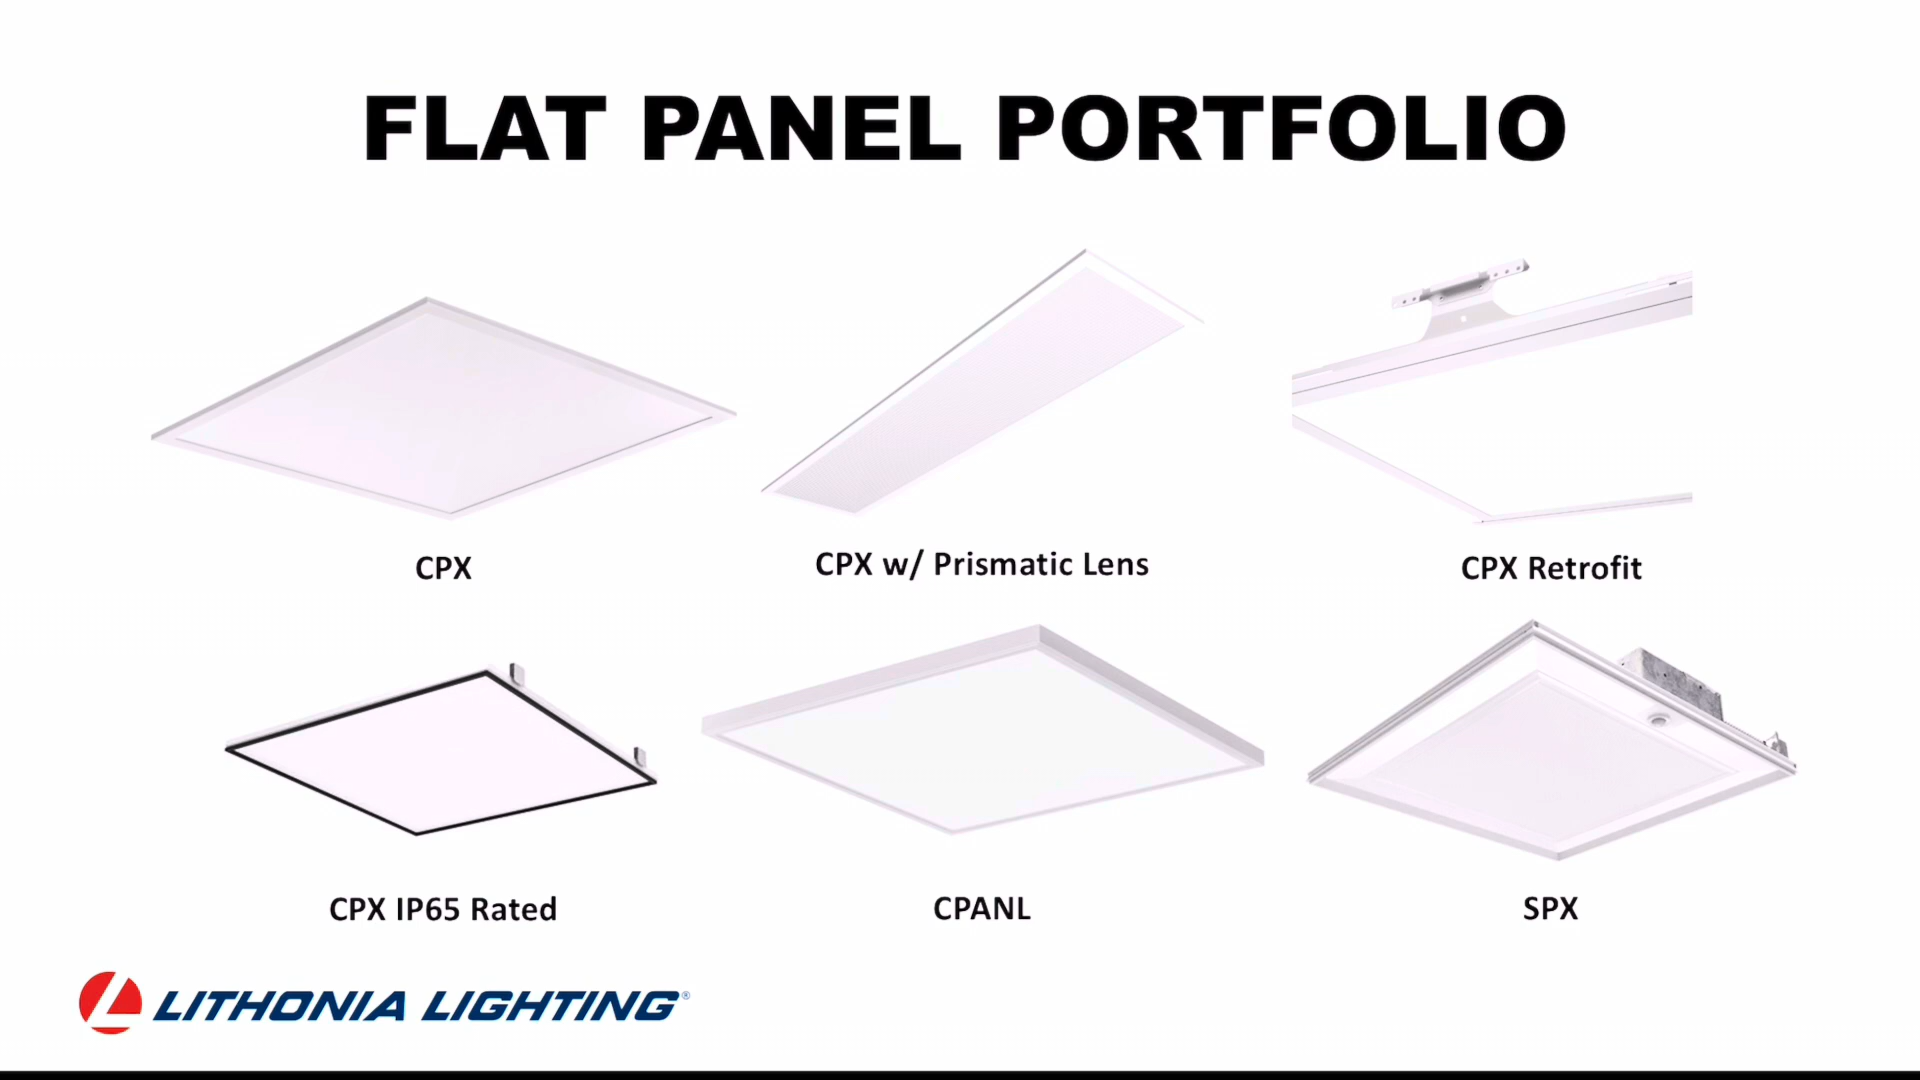 FLAT PANEL PORTFOLIO
CPX
CPX w/ Prismatic Lens
CPX Retrofit
CPX IP65 Rated
CPANL
SPX
LITHONIA LIGHTING®